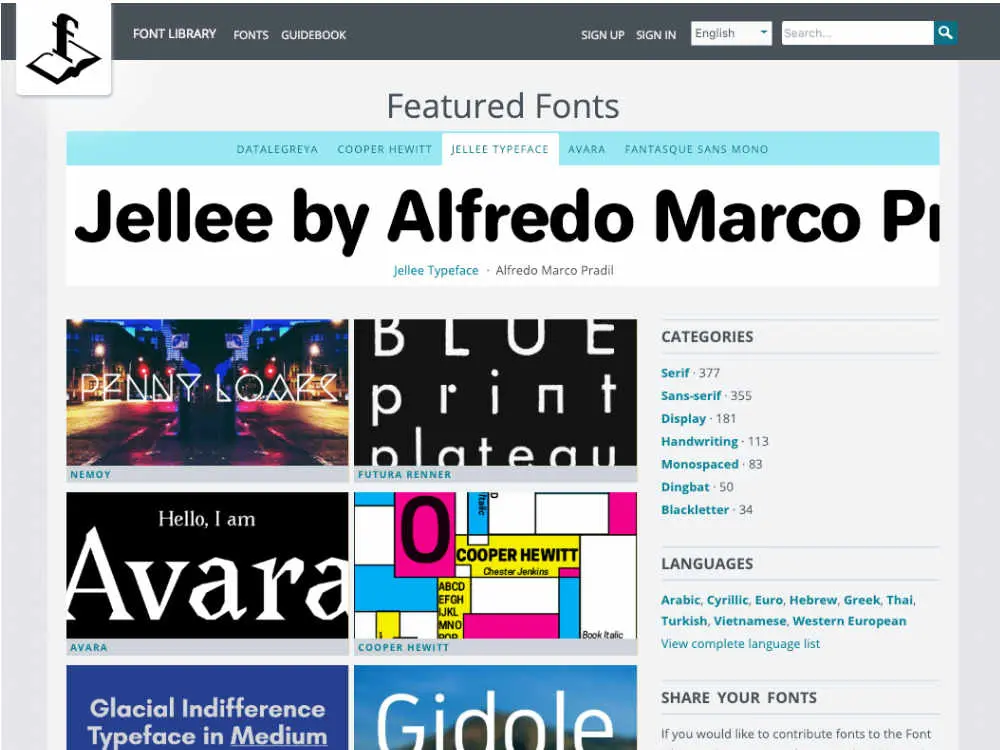 FONT LIBRARY FONTS GUIDEBOOK SIGN UP SIGN IN English Search...
Featured Fonts
DATALEGREYA COOPER HEWITT JELLEE TYPEFACE AVARA FANTASQUE SANS MONO
Jellee by Alfredo Marco
Jellee Typeface · Alfredo Marco Pradil
PENNY LOAFS
NEMOY
BLUE
print
plateau
FUTURA RENNER
Hello, I am
Avara
AVARA
Italic
O
COOPER HEWITT
Chester Jenkins
ABCD
EFGH
IJKL
MNO
POP
Book Italic
COOPER HEWITT
Glacial Indifference
Typeface in Medium
Gidole
CATEGORIES
Serif · 377
Sans-serif · 355
Display · 181
Handwriting · 113
Monospaced · 83
Dingbat · 50
Blackletter · 34
LANGUAGES
Arabic, Cyrillic, Euro, Hebrew, Greek, Thai,
Turkish, Vietnamese, Western European
View complete language list
SHARE YOUR FONTS
If you would like to contribute fonts to the Font